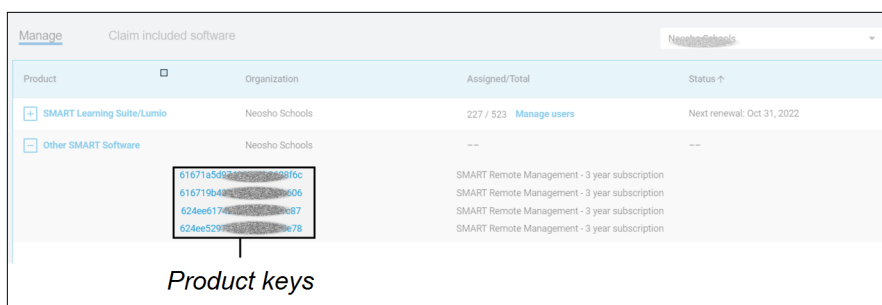 Manage Claim included software
Product Organization Assigned/Total Status ↑
SMART Learning Suite/Lumio Neosho Schools 227 / 523 Manage users Next renewal: Oct 31, 2022
Other SMART Software Neosho Schools -- --
SMART Remote Management - 3 year subscription
SMART Remote Management - 3 year subscription
SMART Remote Management - 3 year subscription
SMART Remote Management - 3 year subscription
Product keys